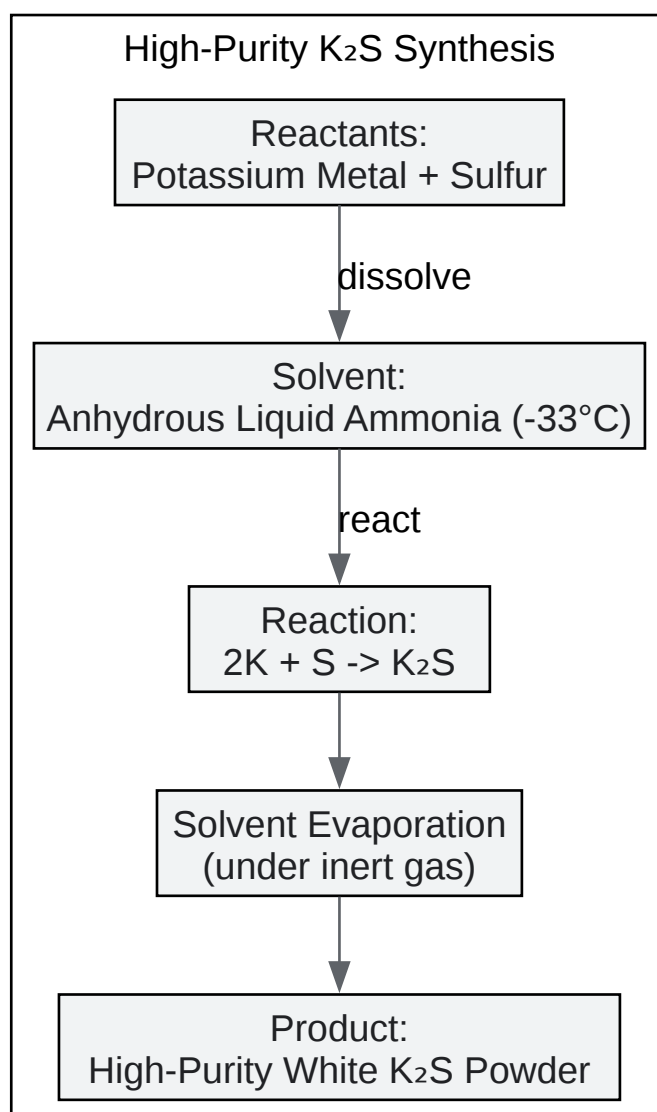 High-Purity K₂S Synthesis
Reactants:
Potassium Metal + Sulfur
dissolve
Solvent:
Anhydrous Liquid Ammonia (-33°C)
react
Reaction:
2K + S -> K₂S
Solvent Evaporation
(under inert gas)
Product:
High-Purity White K₂S Powder